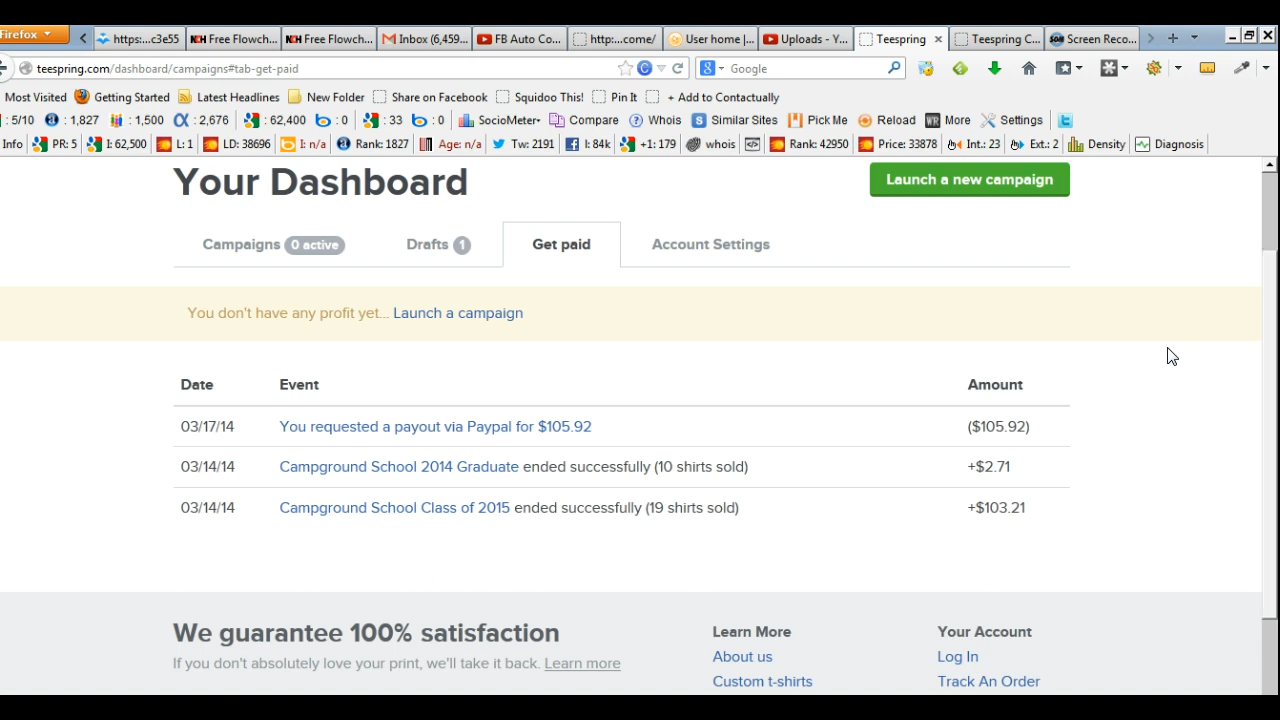 Firefox
https:...c3e55 NCH Free Flowch... NCH Free Flowch... Inbox (6,459... FB Auto Co... http:...come/ User home |... Uploads - Y... Teespring Teespring C... Screen Reco...
teespring.com/dashboard/campaigns#tab-get-paid Google
Most Visited Getting Started Latest Headlines New Folder Share on Facebook Squidoo This! Pin It + Add to Contactually
: 5/10 : 1,827 : 1,500 : 2,676 : 62,400 : 0 : 33 : 0 SocioMeter Compare Whois Similar Sites Pick Me Reload WR More Settings
Info PR: 5 I: 62,500 L: 1 LD: 38696 I: n/a Rank: 1827 Age: n/a Tw: 2191 I: 84k +1: 179 whois Rank: 42950 Price: 33878 Int.: 23 Ext.: 2 Density Diagnosis
Your Dashboard Launch a new campaign
Campaigns 0 active Drafts 1 Get paid Account Settings
You don't have any profit yet... Launch a campaign
Date Event Amount
03/17/14 You requested a payout via Paypal for $105.92 ($105.92)
03/14/14 Campground School 2014 Graduate ended successfully (10 shirts sold) +$2.71
03/14/14 Campground School Class of 2015 ended successfully (19 shirts sold) +$103.21
We guarantee 100% satisfaction Learn More Your Account
If you don't absolutely love your print, we'll take it back. Learn more About us Log In
Custom t-shirts Track An Order